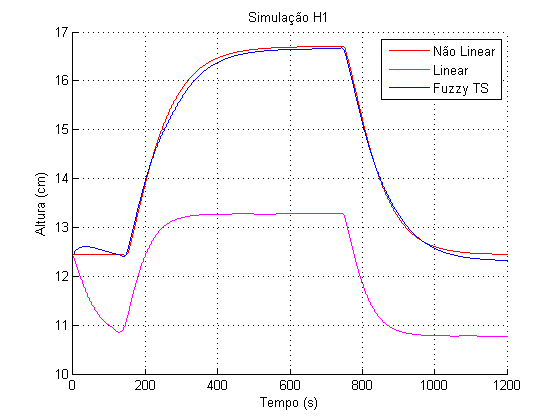 Simulação H1
17
16
15
14
13
12
11
10
Altura (cm)
Não Linear
Linear
Fuzzy TS
0
200
400
600
800
1000
1200
Tempo (s)